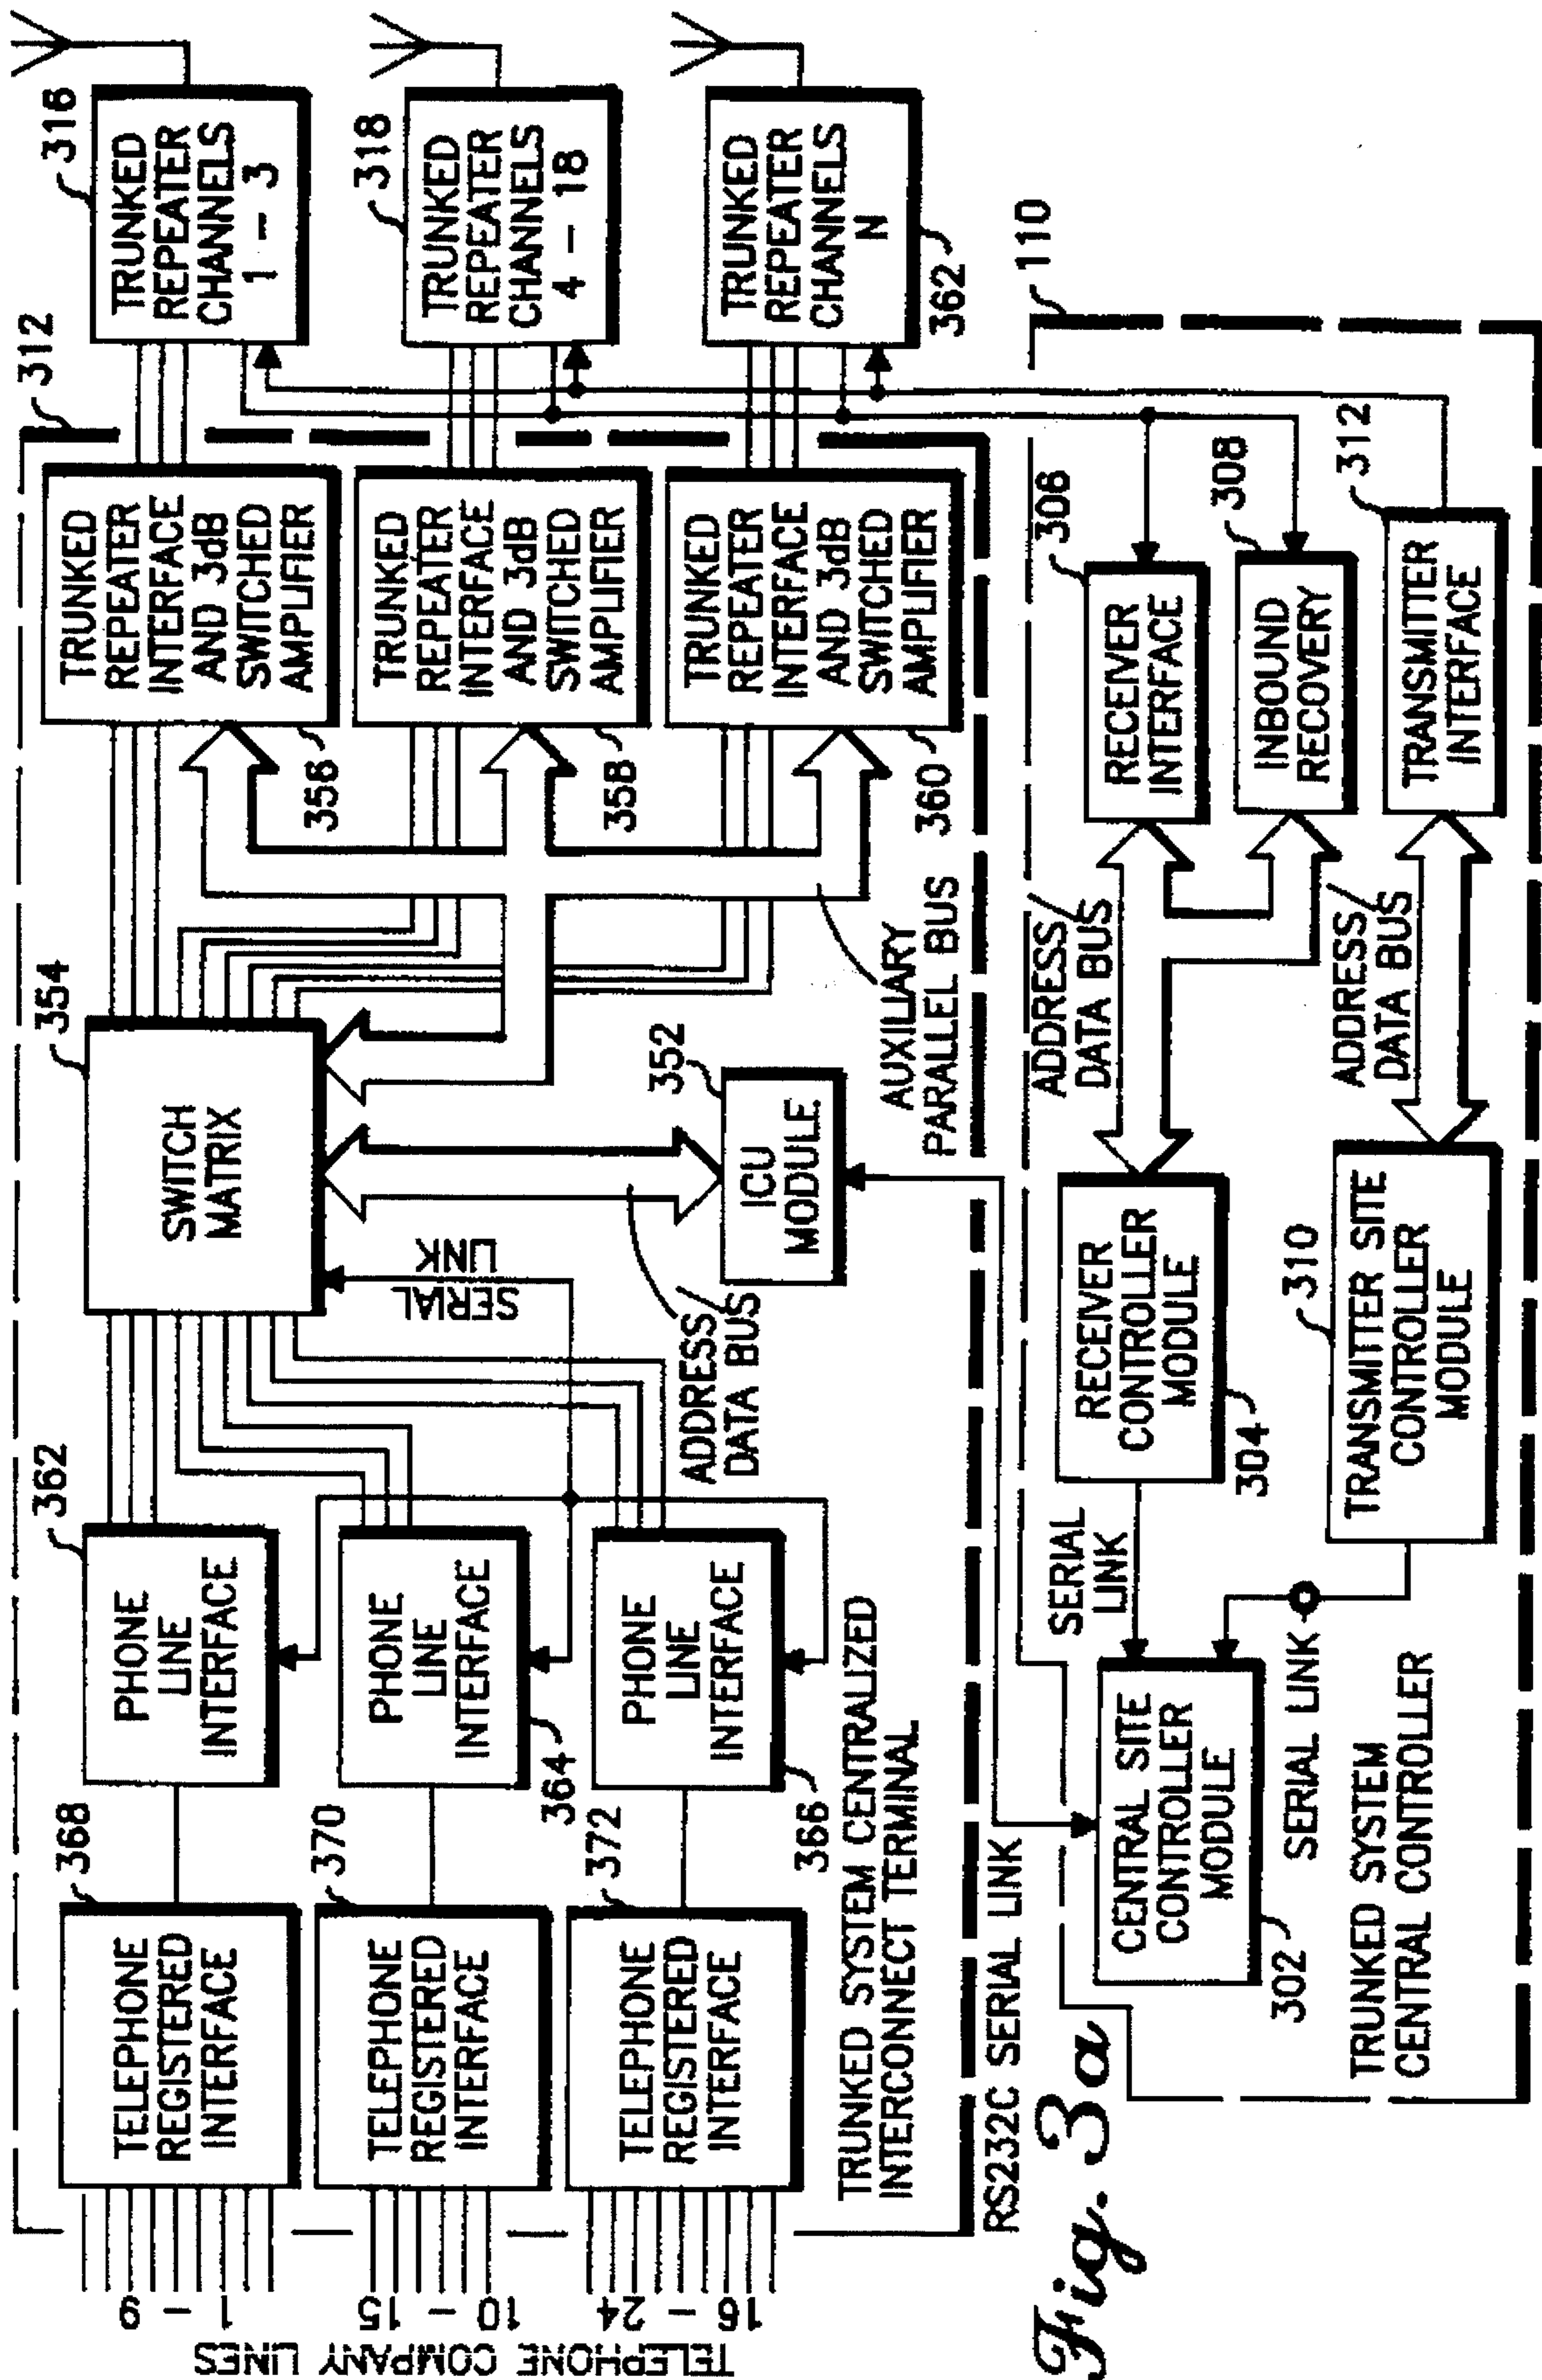 TELEPHONE COMPANY LINES
1 - 9
10 - 15
16 - 24
TELEPHONE
REGISTERED
INTERFACE
368
TELEPHONE
REGISTERED
INTERFACE
370
TELEPHONE
REGISTERED
INTERFACE
372
PHONE
LINE
INTERFACE
362
PHONE
LINE
INTERFACE
364
PHONE
LINE
INTERFACE
366
SERIAL
LINK
SWITCH
MATRIX
354
ADDRESS/
DATA BUS
ICU
MODULE.
352
AUXILIARY
PARALLEL BUS
TRUNKED
REPEATER
INTERFACE
AND 3dB
SWITCHED
AMPLIFIER
356
TRUNKED
REPEATER
INTERFACE
AND 3dB
SWITCHED
AMPLIFIER
358
TRUNKED
REPEATER
INTERFACE
AND 3dB
SWITCHED
AMPLIFIER
360
312
TRUNKED
REPEATER
CHANNELS
1 - 3
316
TRUNKED
REPEATER
CHANNELS
4 - 18
318
TRUNKED
REPEATER
CHANNELS
N
362
TRUNKED SYSTEM CENTRALIZED
INTERCONNECT TERMINAL
RS232C SERIAL LINK
110
CENTRAL SITE
CONTROLLER
MODULE
302
SERIAL
LINK
SERIAL LINK
RECEIVER
CONTROLLER
MODULE
304
TRANSMITTER SITE
CONTROLLER
MODULE
310
ADDRESS/
DATA BUS
ADDRESS/
DATA BUS
RECEIVER
INTERFACE
306
INBOUND
RECOVERY
308
TRANSMITTER
INTERFACE
312
TRUNKED SYSTEM
CENTRAL CONTROLLER
Fig. 3a